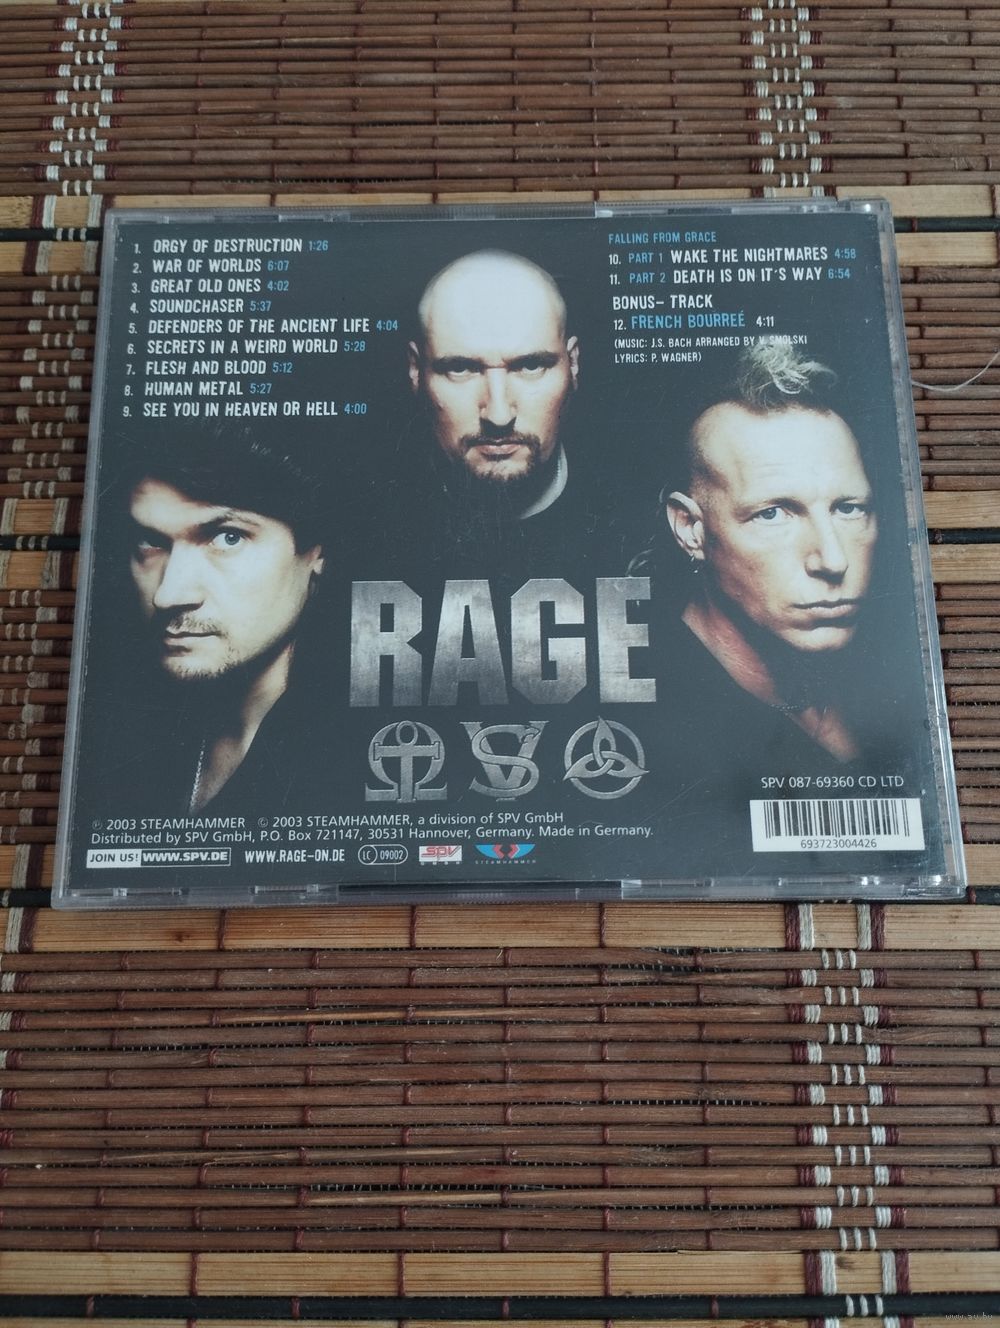 1. ORGY OF DESTRUCTION 1:26
2. WAR OF WORLDS 6:07
3. GREAT OLD ONES 4:02
4. SOUNDCHASER 5:37
5. DEFENDERS OF THE ANCIENT LIFE 4:04
6. SECRETS IN A WEIRD WORLD 5:28
7. FLESH AND BLOOD 5:12
8. HUMAN METAL 5:27
9. SEE YOU IN HEAVEN OR HELL 4:00
FALLING FROM GRACE
10. PART 1 WAKE THE NIGHTMARES 4:58
11. PART 2 DEATH IS ON IT'S WAY 6:54
BONUS- TRACK
12. FRENCH BOURREÉ 4:11
(MUSIC: J.S. BACH ARRANGED BY V. SMOLSKI
LYRICS: P. WAGNER)
RAGE
SPV 087-69360 CD LTD
693723004426
℗ 2003 STEAMHAMMER © 2003 STEAMHAMMER, a division of SPV GmbH
Distributed by SPV GmbH, P.O. Box 721147, 30531 Hannover, Germany. Made in Germany.
JOIN US! WWW.SPV.DE WWW.RAGE-ON.DE LC 09002 SPV GMBH STEAMHAMMER